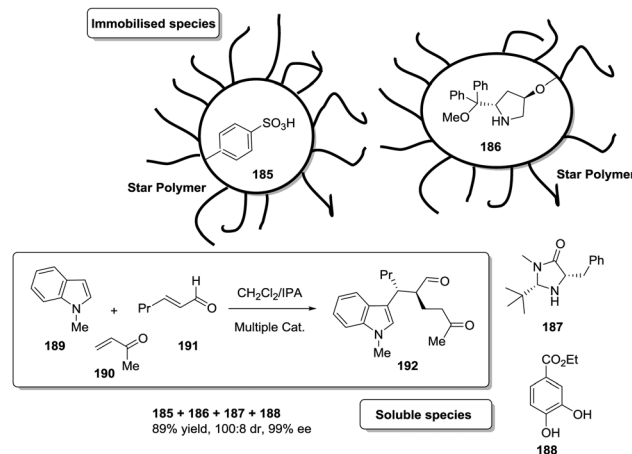 Immobilised species
SO₃H
185
Star Polymer
Ph Ph
O
MeO HN
186
Star Polymer
N
Me
189
+
O
Me
190
H
Pr O
191
CH₂Cl₂/IPA
Multiple Cat.
Pr O
N
Me
O
Me
192
O
N Ph
N
H
187
CO₂Et
OH
OH
188
185 + 186 + 187 + 188
89% yield, 100:8 dr, 99% ee
Soluble species